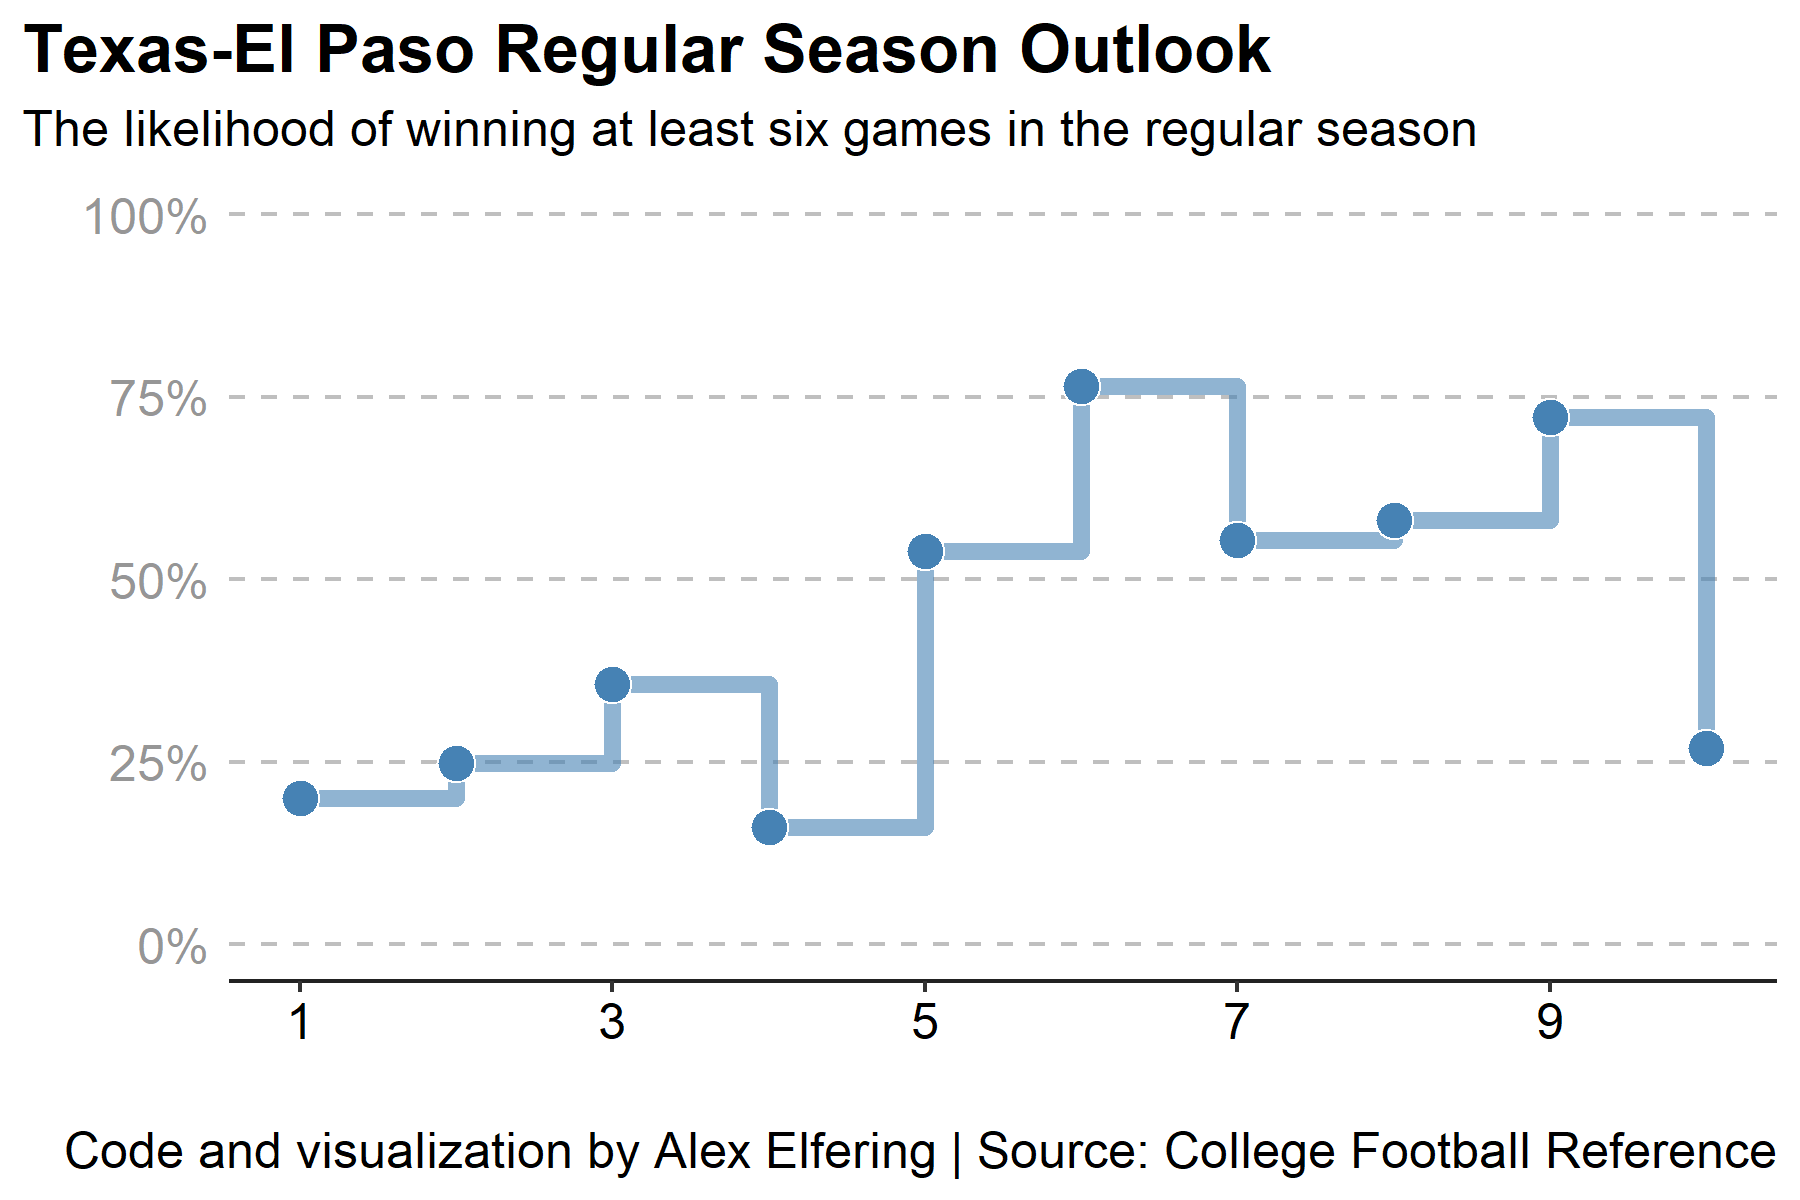 Texas-El Paso Regular Season Outlook
The likelihood of winning at least six games in the regular season
100%
75%
50%
25%
0%
1 3 5 7 9
Code and visualization by Alex Elfering | Source: College Football Reference